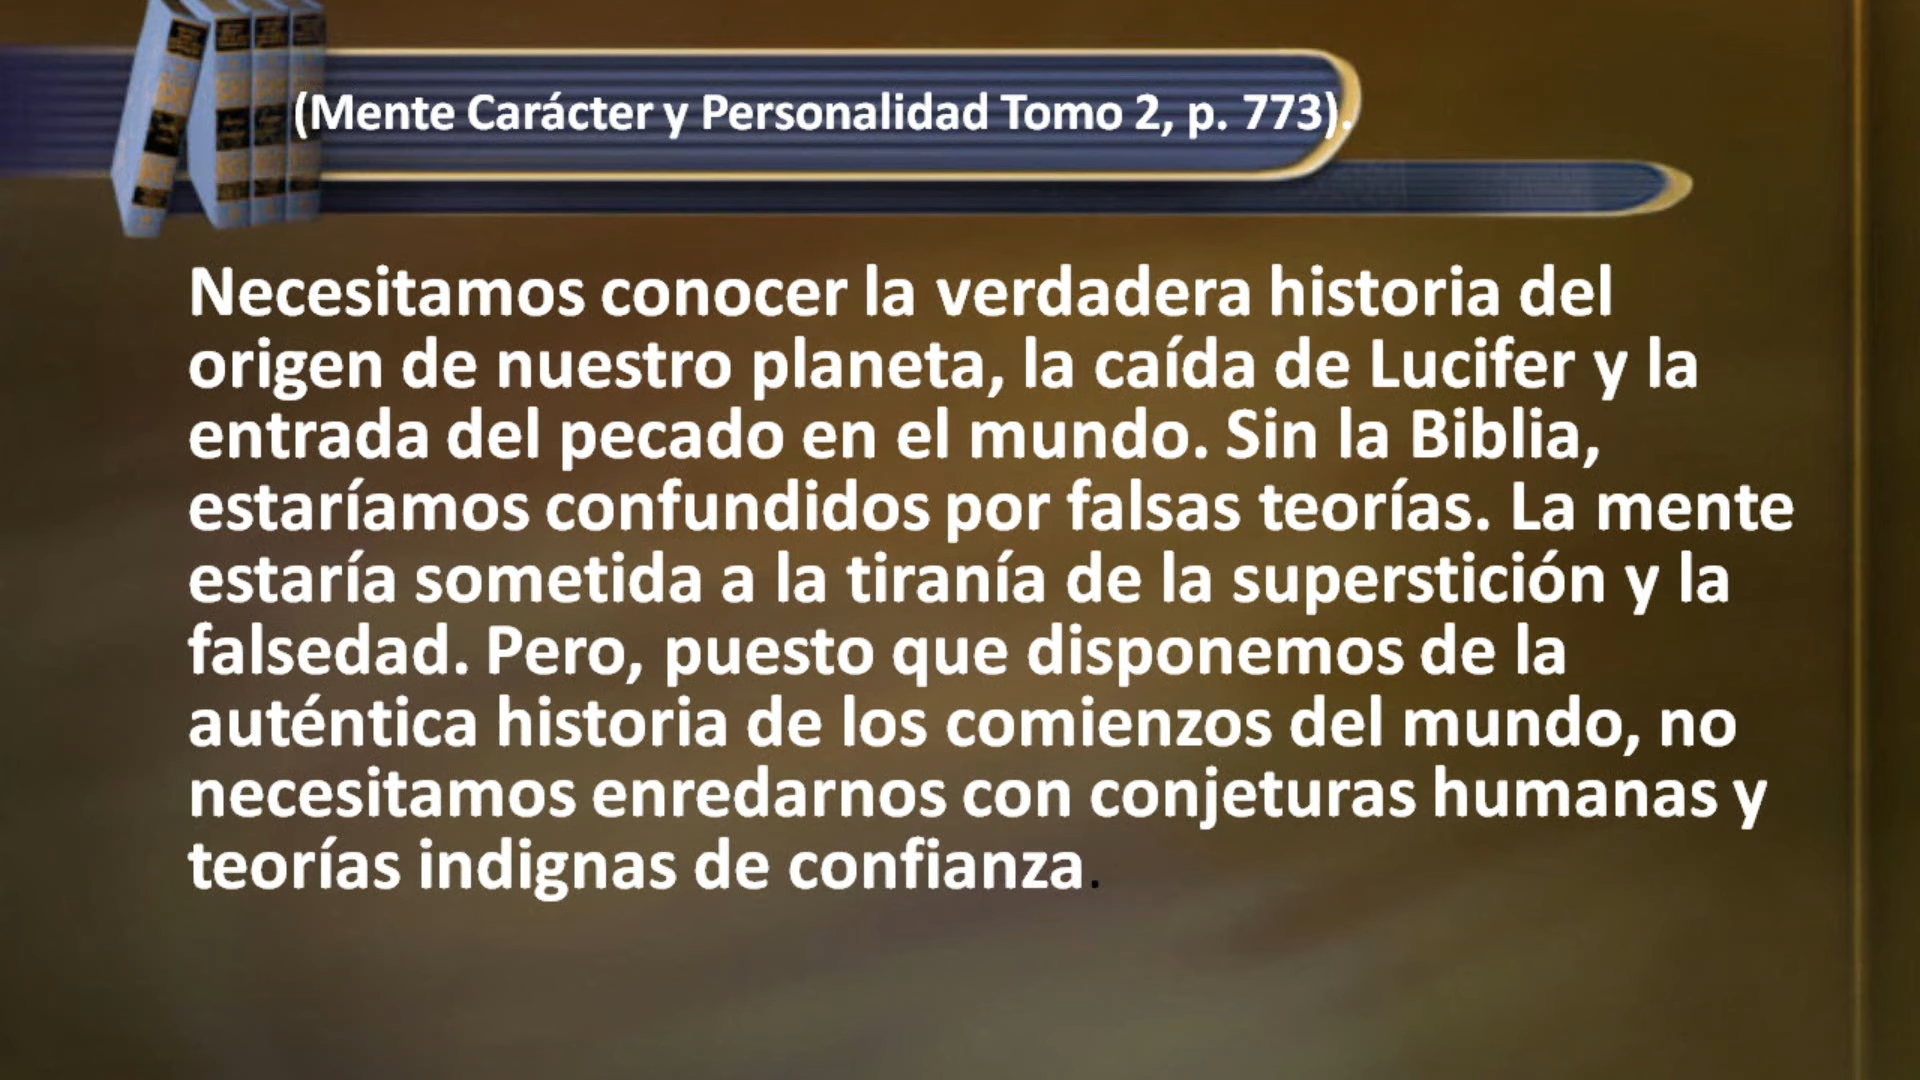 (Mente Carácter y Personalidad Tomo 2, p. 773).
Necesitamos conocer la verdadera historia del
origen de nuestro planeta, la caída de Lucifer y la
entrada del pecado en el mundo. Sin la Biblia,
estaríamos confundidos por falsas teorías. La mente
estaría sometida a la tiranía de la superstición y la
falsedad. Pero, puesto que disponemos de la
auténtica historia de los comienzos del mundo, no
necesitamos enredarnos con conjeturas humanas y
teorías indignas de confianza.